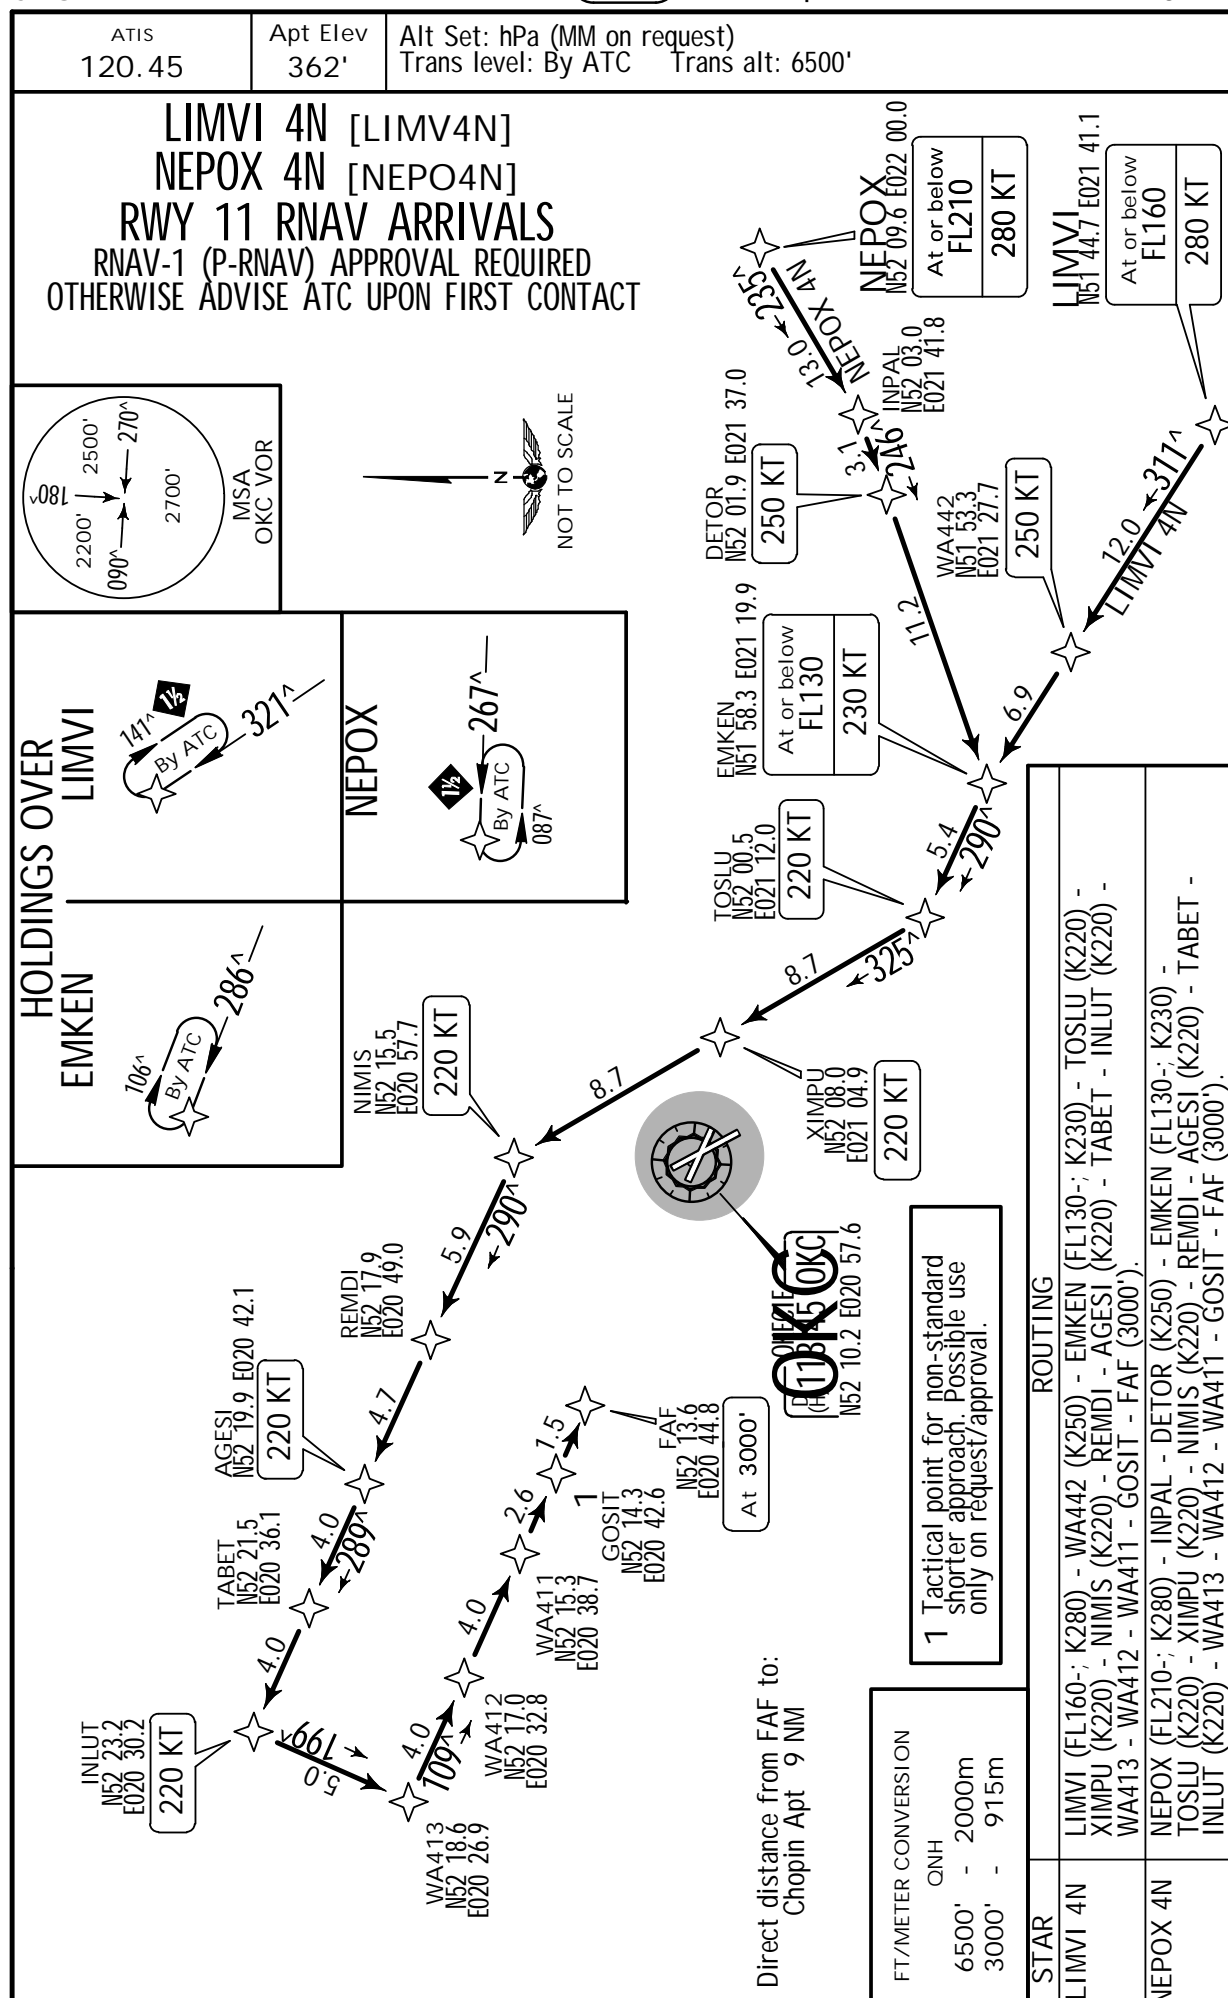 ATIS
120.45
Apt Elev
362'
Alt Set: hPa (MM on request)
Trans level: By ATC Trans alt: 6500'
LIMVI 4N [LIMV4N]
NEPOX 4N [NEPO4N]
RWY 11 RNAV ARRIVALS
RNAV-1 (P-RNAV) APPROVAL REQUIRED
OTHERWISE ADVISE ATC UPON FIRST CONTACT
NEPOX
N52 09.6 E022 00.0
At or below
FL210
280 KT
LIMVI
N51 44.7 E021 41.1
At or below
FL160
280 KT
235^
13.0
NEPOX 4N
INPAL
N52 03.0
E021 41.8
3.1
246^
DETOR
N52 01.9 E021 37.0
250 KT
11.2
WA442
N51 53.3
E021 27.7
250 KT
311^
12.0
LIMVI 4N
6.9
MSA
OKC VOR
180^
2500'
270^
2200'
090^
2700'
N
NOT TO SCALE
HOLDINGS OVER
LIMVI
141^
1½
By ATC
321^
NEPOX
267^
1½
By ATC
087^
EMKEN
106^
By ATC
286^
EMKEN
N51 58.3 E021 19.9
At or below
FL130
230 KT
5.4
290^
TOSLU
N52 00.5
E021 12.0
220 KT
8.7
325^
XIMPU
N52 08.0
E021 04.9
220 KT
8.7
NIMIS
N52 15.5
E020 57.7
220 KT
5.9
290^
REMDI
N52 17.9
E020 49.0
4.7
AGESI
N52 19.9 E020 42.1
220 KT
4.0
289^
TABET
N52 21.5
E020 36.1
4.0
INLUT
N52 23.2
E020 30.2
220 KT
199^
5.0
WA413
N52 18.6
E020 26.9
4.0
109^
WA412
N52 17.0
E020 32.8
4.0
WA411
N52 15.3
E020 38.7
2.6
1
GOSIT
N52 14.3
E020 42.6
1.5
FAF
N52 13.6
E020 44.8
At 3000'
OKC
N52 10.2 E020 57.6
1 Tactical point for non-standard
shorter approach. Possible use
only on request/approval.
Direct distance from FAF to:
Chopin Apt 9 NM
FT/METER CONVERSION
QNH
6500' - 2000m
3000' - 915m
STAR
ROUTING
LIMVI 4N
LIMVI (FL160-; K280) - WA442 (K250) - EMKEN (FL130-; K230) - TOSLU (K220) -
XIMPU (K220) - NIMIS (K220) - REMDI - AGESI (K220) - TABET - INLUT (K220) -
WA413 - WA412 - WA411 - GOSIT - FAF (3000').
NEPOX 4N
NEPOX (FL210-; K280) - INPAL - DETOR (K250) - EMKEN (FL130-; K230) -
TOSLU (K220) - XIMPU (K220) - NIMIS (K220) - REMDI - AGESI (K220) - TABET -
INLUT (K220) - WA413 - WA412 - WA411 - GOSIT - FAF (3000').